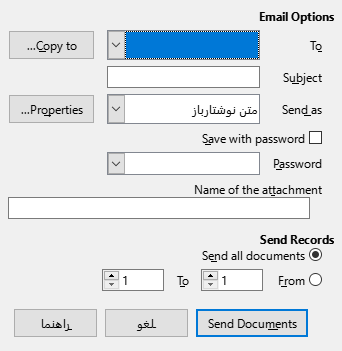 Email Options
To
Copy to...
Subject
Send as
متن نوشتارباز
Properties...
Save with password
Password
Name of the attachment
Send Records
Send all documents
From
1
To
1
Send Documents
لغو
راهنما